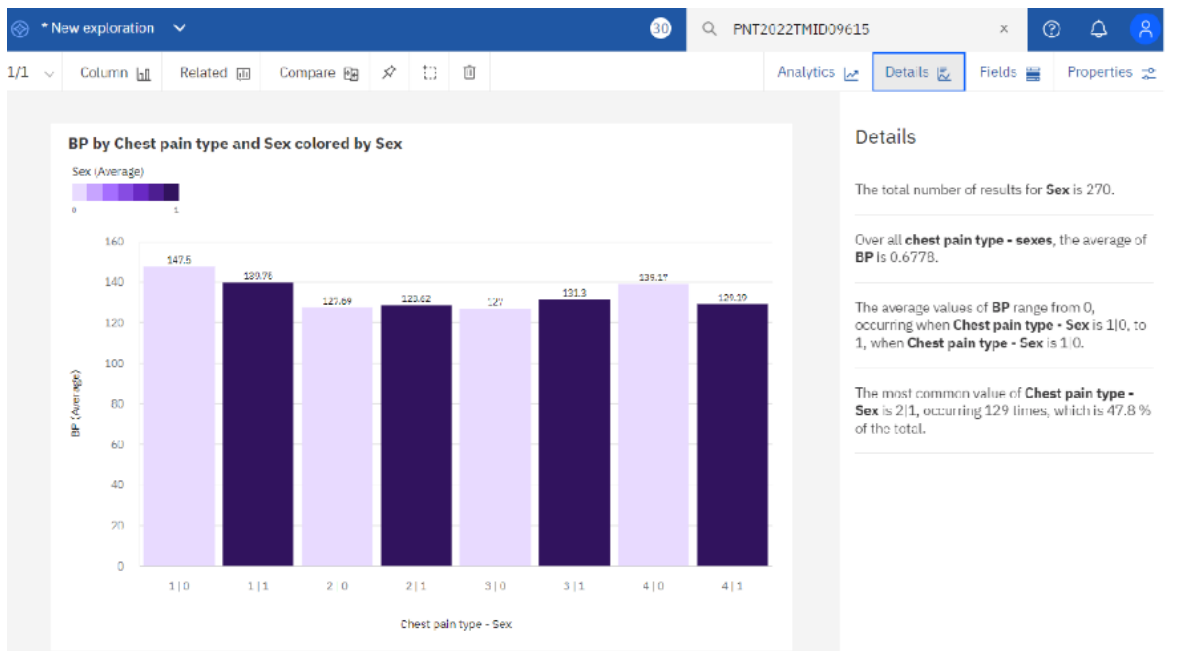 * New exploration
30
PNT2022TMID09615
x
1/1
Column
Related
Compare
Analytics
Details
Fields
Properties
BP by Chest pain type and Sex colored by Sex
Sex (Average)
0 1
160
140
120
100
80
60
40
20
0
BP (Average)
147.5
139.76
127.69
127
131.3
139.17
129.19
1|0 1|1 2|0 2|1 3|0 3|1 4|0 4|1
Chest pain type - Sex
Details
The total number of results for Sex is 270.
Over all chest pain type - sexes, the average of
BP is 0.6778.
The average values of BP range from 0,
occurring when Chest pain type - Sex is 1|0, to
1, when Chest pain type - Sex is 1|0.
The most common value of Chest pain type -
Sex is 2|1, occurring 129 times, which is 47.8 %
of the total.